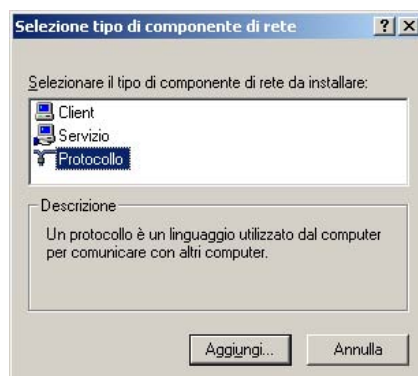 Selezione tipo di componente di rete
Selezionare il tipo di componente di rete da installare:
Client
Servizio
Protocollo
Descrizione
Un protocollo è un linguaggio utilizzato dal computer
per comunicare con altri computer.
Aggiungi... Annulla